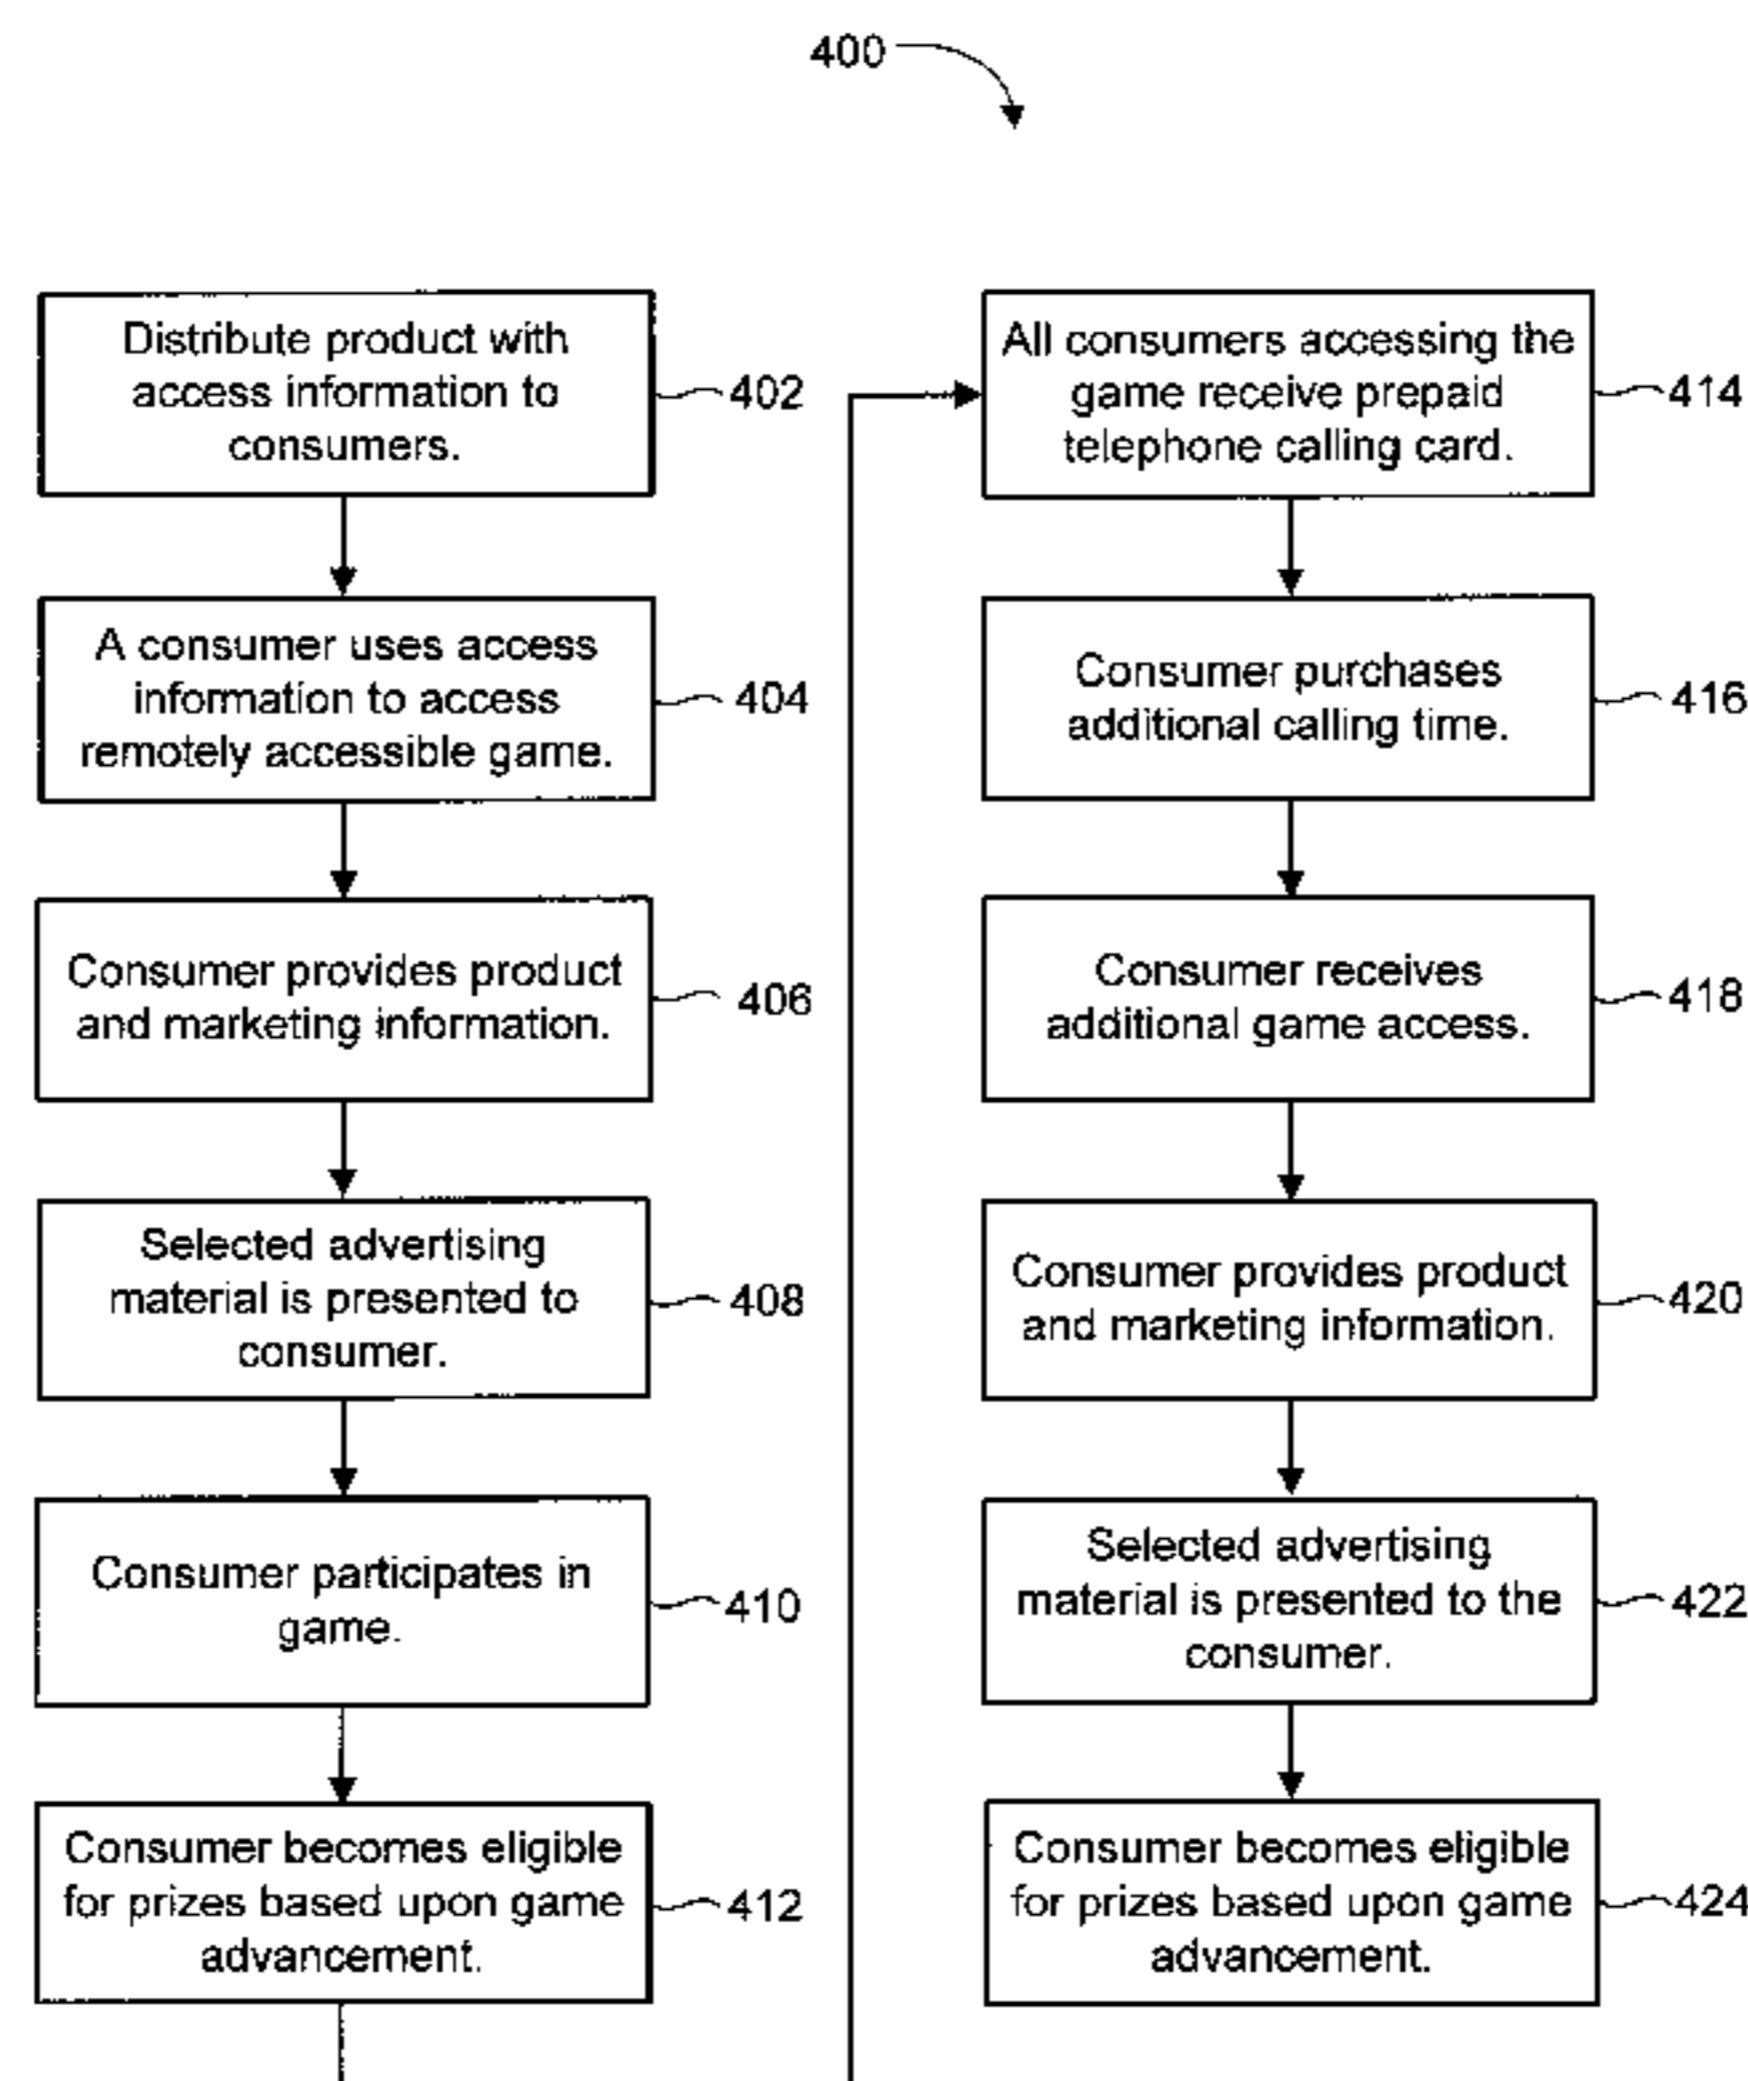 400
Distribute product with
access information to
consumers.
402
A consumer uses access
information to access
remotely accessible game.
404
Consumer provides product
and marketing information.
406
Selected advertising
material is presented to
consumer.
408
Consumer participates in
game.
410
Consumer becomes eligible
for prizes based upon game
advancement.
412
All consumers accessing the
game receive prepaid
telephone calling card.
414
Consumer purchases
additional calling time.
416
Consumer receives
additional game access.
418
Consumer provides product
and marketing information.
420
Selected advertising
material is presented to the
consumer.
422
Consumer becomes eligible
for prizes based upon game
advancement.
424